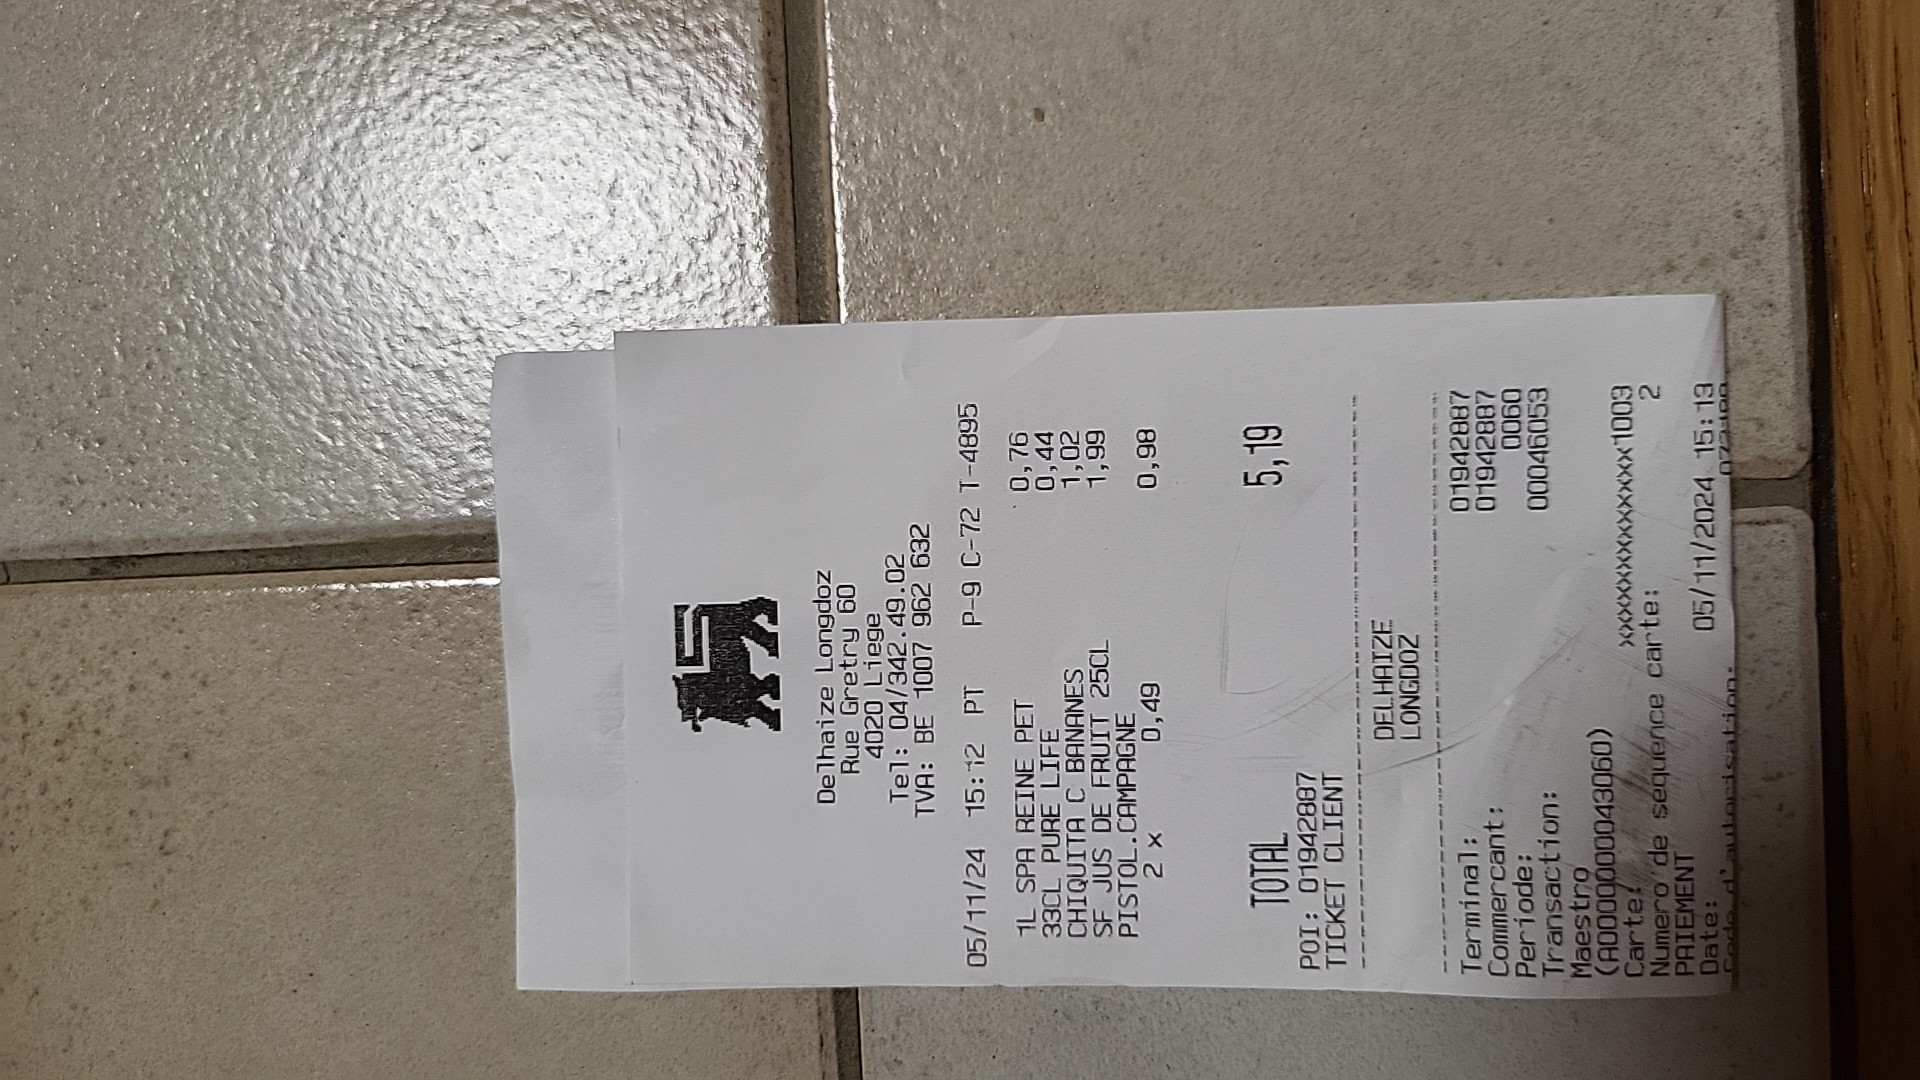 Delhaize Longdoz
Rue Gretry 60
4020 Liege
Tel: 04/342.49.02
TVA: BE 1007 962 632
05/11/24 15:12 PT P-9 C-72 T-4895
1L SPA REINE PET 0,76
33CL PURE LIFE 0,44
CHIQUITA C BANANES 1,02
SF JUS DE FRUIT 25CL 1,99
PISTOL.CAMPAGNE
2 x 0,49 0,98
TOTAL 5,19
POI: 01942887
TICKET CLIENT
DELHAIZE
LONGDOZ
Terminal: 01942887
Commercant: 01942887
Periode: 0060
Transaction: 00046053
Maestro
(A0000000043060)
Carte: xxxxxxxxxxxxxxx1003
Numero de sequence carte: 2
PAIEMENT
Date: 05/11/2024 15:13
Code d'autorisation: